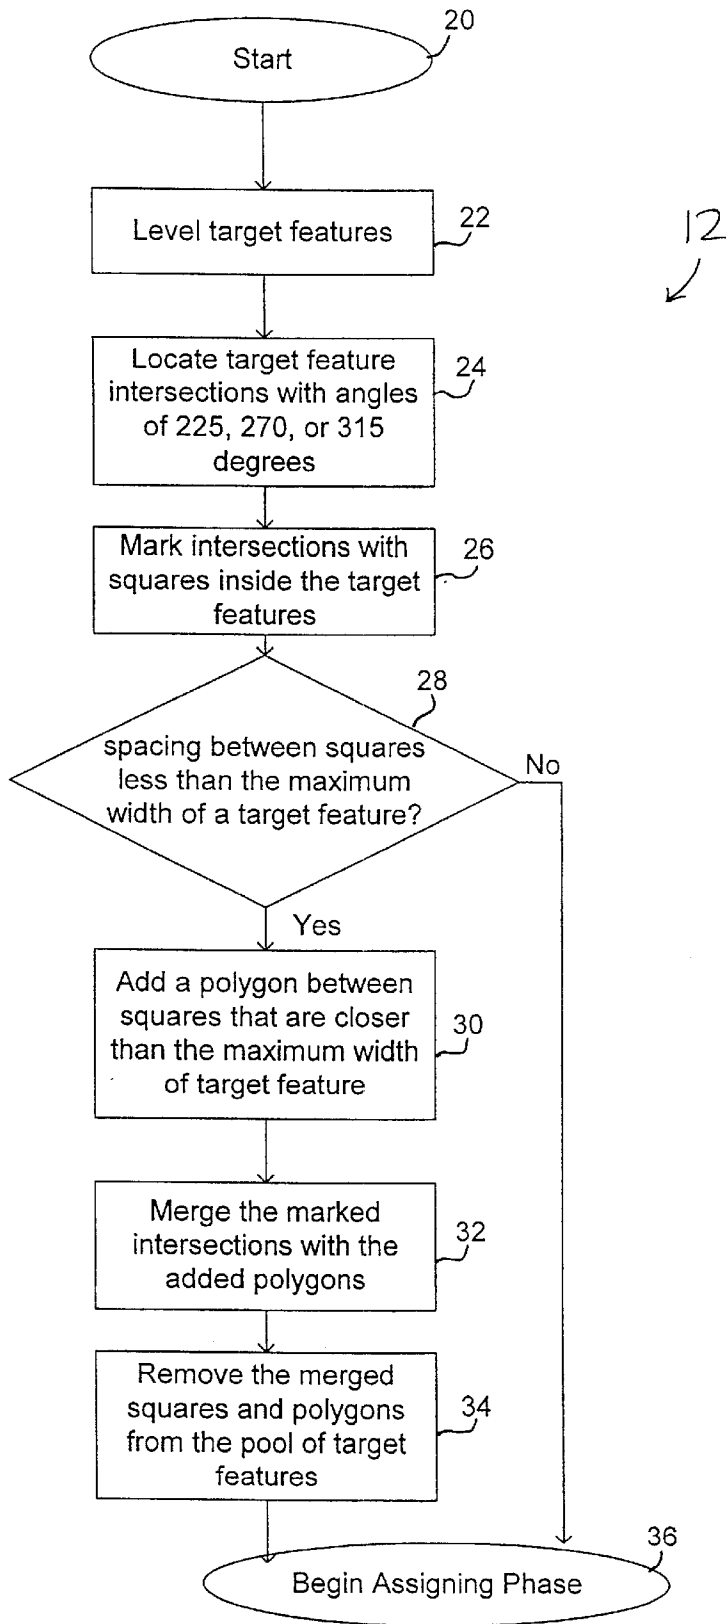 20
Start
22
Level target features
12
Locate target feature
intersections with angles
of 225, 270, or 315
degrees
24
Mark intersections with
squares inside the target
features
26
28
spacing between squares
less than the maximum
width of a target feature?
No
Yes
Add a polygon between
squares that are closer
than the maximum width
of target feature
30
Merge the marked
intersections with the
added polygons
32
Remove the merged
squares and polygons
from the pool of target
features
34
36
Begin Assigning Phase